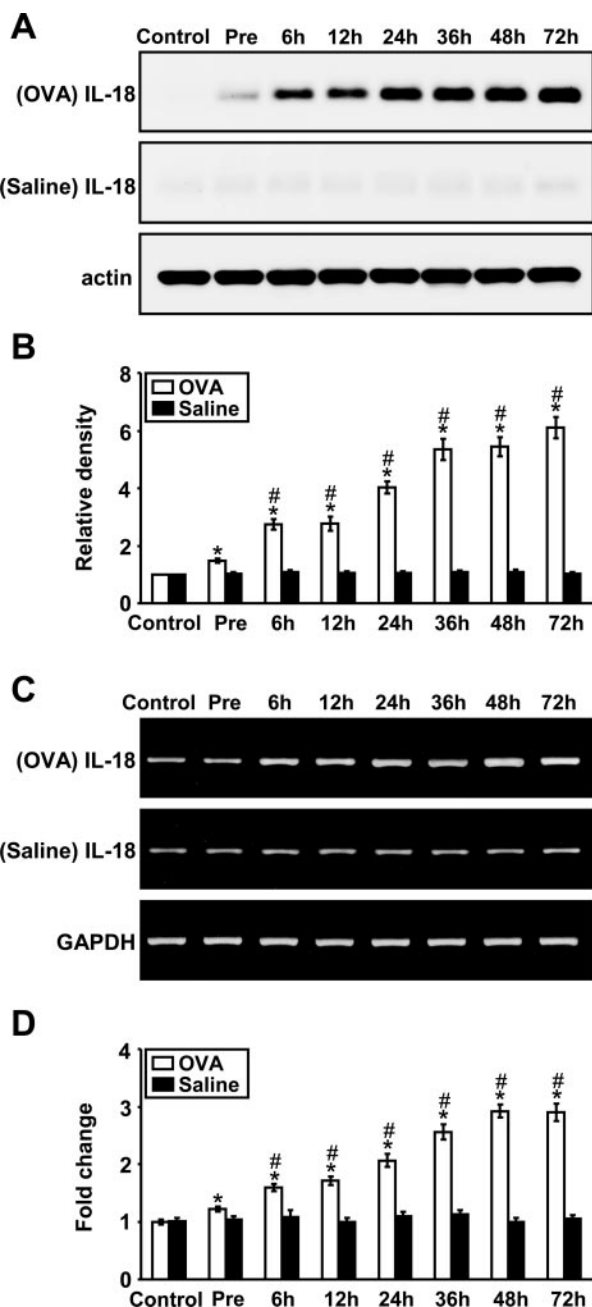 A
Control Pre 6h 12h 24h 36h 48h 72h
(OVA) IL-18
(Saline) IL-18
actin
B
8
OVA
Saline
# # # # # #
* * * * * * *
6
4
2
0
Relative density
Control Pre 6h 12h 24h 36h 48h 72h
C
Control Pre 6h 12h 24h 36h 48h 72h
(OVA) IL-18
(Saline) IL-18
GAPDH
D
4
OVA
Saline
# # # # # #
* * * * * * *
3
2
1
0
Fold change
Control Pre 6h 12h 24h 36h 48h 72h